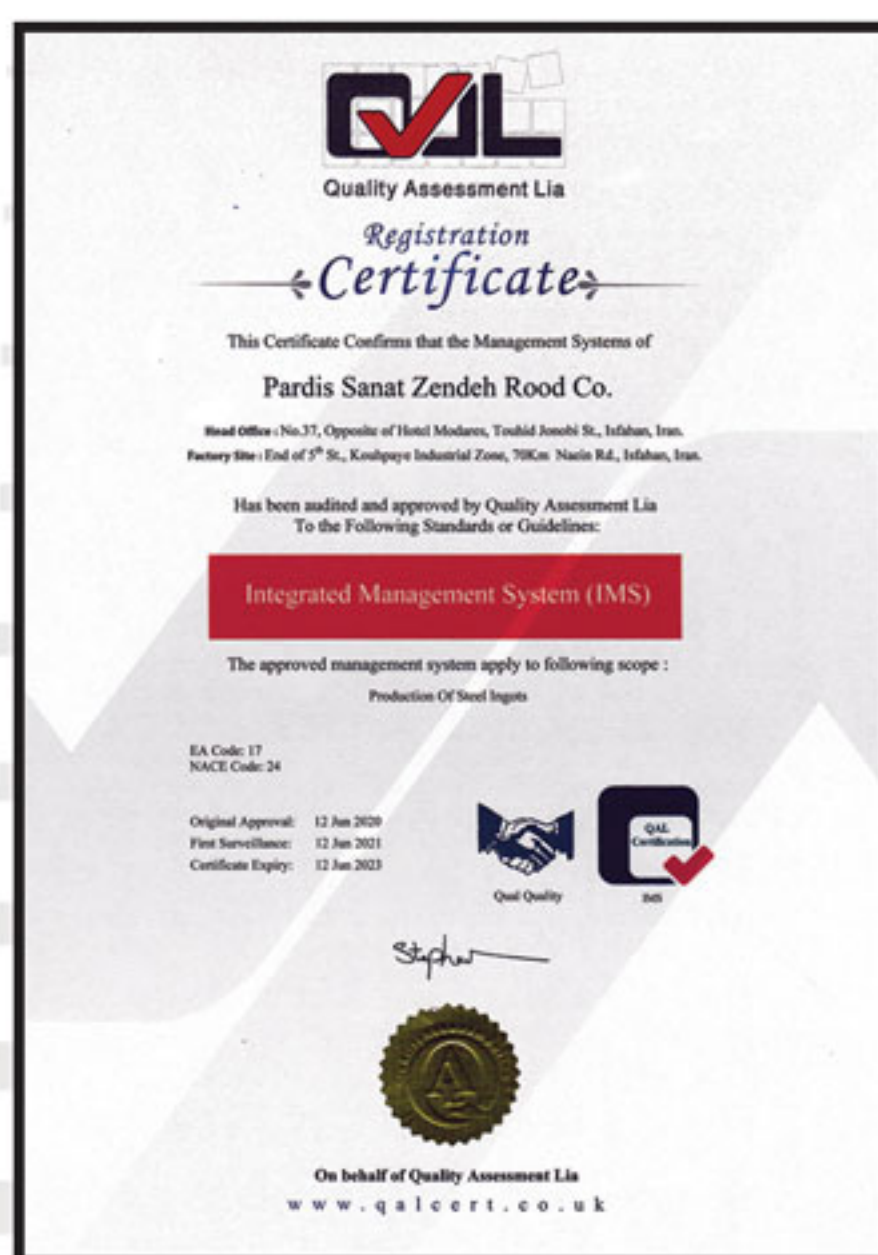 QAL
Quality Assessment Lia
Registration
Certificate
This Certificate Confirms that the Management Systems of
Pardis Sanat Zendeh Rood Co.
Head Office : No.37, Opposite of Hotel Modares, Touhid Jonobi St., Isfahan, Iran.
Factory Site : End of 5th St., Kouhpaye Industrial Zone, 70Km Naein Rd., Isfahan, Iran.
Has been audited and approved by Quality Assessment Lia
To the Following Standards or Guidelines:
Integrated Management System (IMS)
The approved management system apply to following scope :
Production Of Steel Ingots
EA Code: 17
NACE Code: 24
Original Approval: 12 Jun 2020
First Surveillance: 12 Jun 2021
Certificate Expiry: 12 Jun 2023
QAL
Certification
Qual Quality
IMS
Stephen
On behalf of Quality Assessment Lia
www.qalcert.co.uk